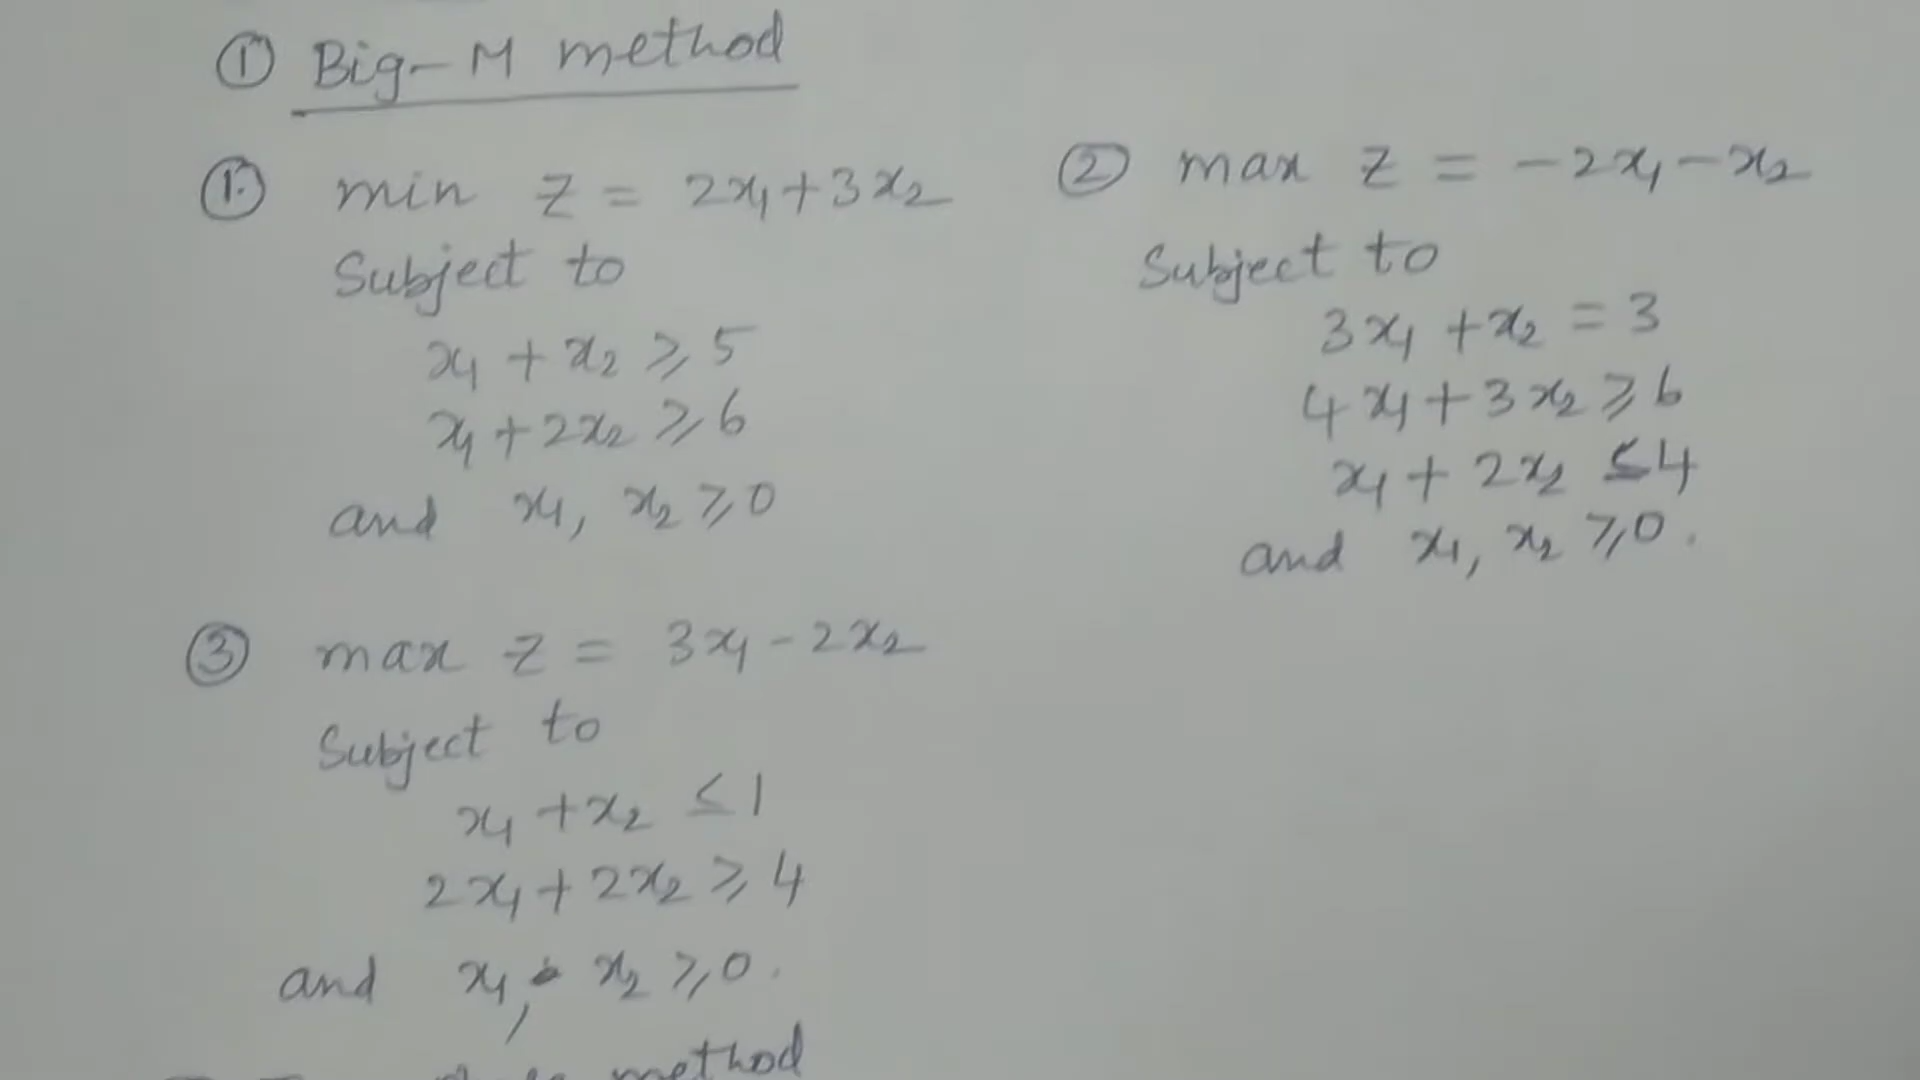 ① Big-M method
①. min z = 2x₁+3x₂
Subject to
x₁ + x₂ ≥ 5
x₁ + 2x₂ ≥ 6
and x₁, x₂ ≥ 0
② max z = -2x₁-x₂
Subject to
3x₁ + x₂ = 3
4x₁ + 3x₂ ≥ 6
x₁ + 2x₂ ≤ 4
and x₁, x₂ ≥ 0.
③ max z = 3x₁-2x₂
Subject to
x₁ + x₂ ≤ 1
2x₁ + 2x₂ ≥ 4
and x₁, x₂ ≥ 0.
method